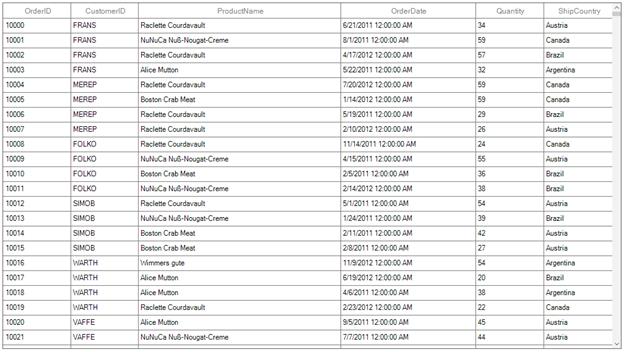 OrderID CustomerID ProductName OrderDate Quantity ShipCountry
10000 FRANS Raclette Courdavault 6/21/2011 12:00:00 AM 34 Austria
10001 FRANS NuNuCa Nuß-Nougat-Creme 8/1/2011 12:00:00 AM 59 Canada
10002 FRANS Raclette Courdavault 4/17/2012 12:00:00 AM 57 Brazil
10003 FRANS Alice Mutton 5/22/2011 12:00:00 AM 32 Argentina
10004 MEREP Raclette Courdavault 7/20/2012 12:00:00 AM 59 Canada
10005 MEREP Boston Crab Meat 1/14/2012 12:00:00 AM 59 Canada
10006 MEREP Raclette Courdavault 5/19/2011 12:00:00 AM 29 Brazil
10007 MEREP Raclette Courdavault 2/10/2012 12:00:00 AM 26 Austria
10008 FOLKO Raclette Courdavault 11/14/2011 12:00:00 AM 24 Canada
10009 FOLKO NuNuCa Nuß-Nougat-Creme 4/15/2011 12:00:00 AM 55 Austria
10010 FOLKO Boston Crab Meat 2/5/2011 12:00:00 AM 36 Brazil
10011 FOLKO NuNuCa Nuß-Nougat-Creme 2/14/2012 12:00:00 AM 38 Brazil
10012 SIMOB Raclette Courdavault 5/1/2011 12:00:00 AM 54 Austria
10013 SIMOB NuNuCa Nuß-Nougat-Creme 1/24/2011 12:00:00 AM 39 Brazil
10014 SIMOB Boston Crab Meat 2/11/2011 12:00:00 AM 42 Austria
10015 SIMOB Boston Crab Meat 2/8/2011 12:00:00 AM 27 Austria
10016 WARTH Wimmers gute 11/9/2012 12:00:00 AM 54 Argentina
10017 WARTH Alice Mutton 6/19/2012 12:00:00 AM 20 Brazil
10018 WARTH Alice Mutton 4/6/2011 12:00:00 AM 38 Argentina
10019 WARTH Raclette Courdavault 2/23/2012 12:00:00 AM 22 Canada
10020 VAFFE Alice Mutton 9/5/2011 12:00:00 AM 45 Austria
10021 VAFFE NuNuCa Nuß-Nougat-Creme 7/7/2011 12:00:00 AM 44 Austria